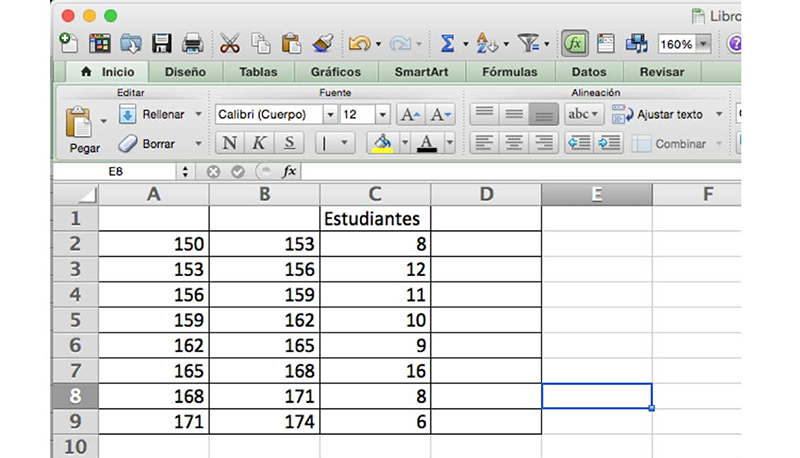 Libro
160%
Inicio Diseño Tablas Gráficos SmartArt Fórmulas Datos Revisar
Editar Fuente Alineación
Rellenar Calibri (Cuerpo) 12 A A abc Ajustar texto
Pegar Borrar N K S A Combinar
E8 fx
A B C D E F
1 Estudiantes
2 150 153 8
3 153 156 12
4 156 159 11
5 159 162 10
6 162 165 9
7 165 168 16
8 168 171 8
9 171 174 6
10